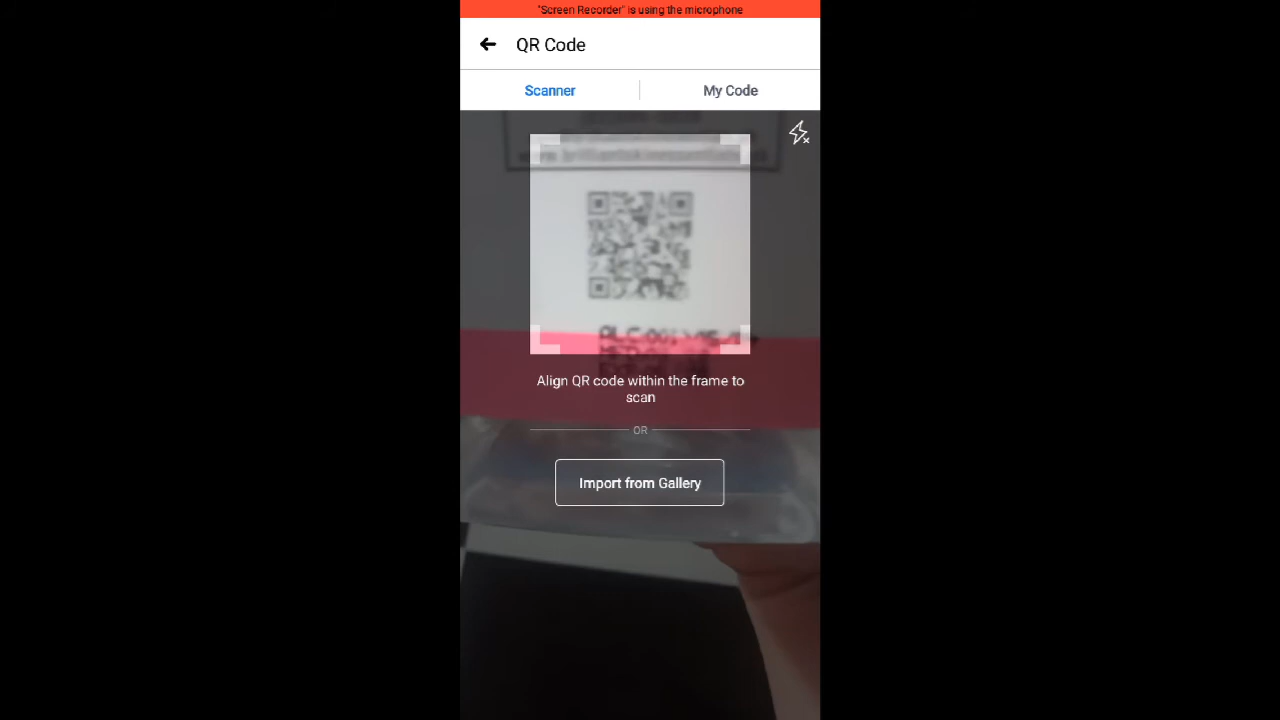 "Screen Recorder" is using the microphone
QR Code
Scanner
My Code
Align QR code within the frame to
scan
OR
Import from Gallery